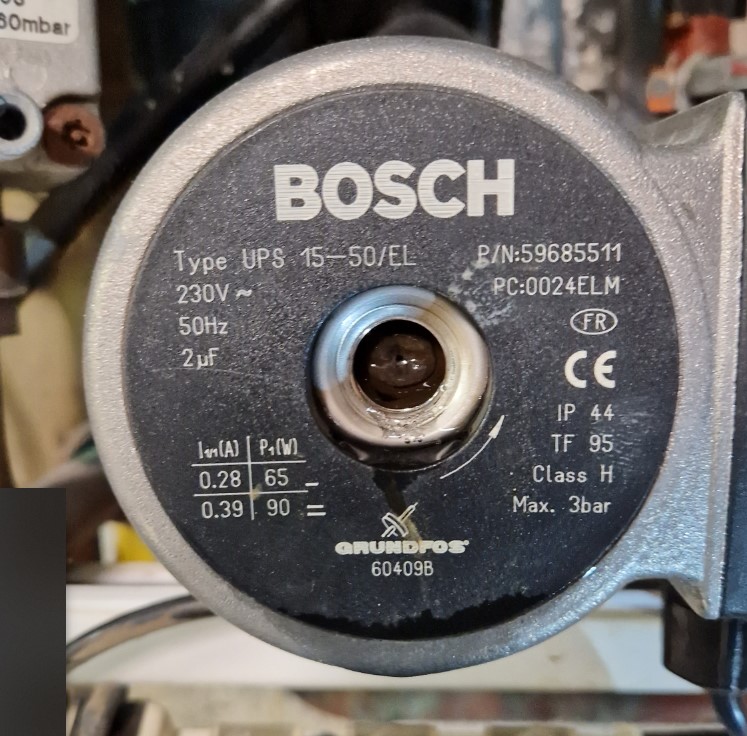 60mbar
BOSCH
Type UPS 15-50/EL
P/N:59685511
230V ~
PC:0024ELM
50Hz
FR
2µF
CE
IP 44
TF 95
I1/1(A) P1(W)
0.28 65 –
Class H
0.39 90 =
Max. 3bar
GRUNDFOS
60409B